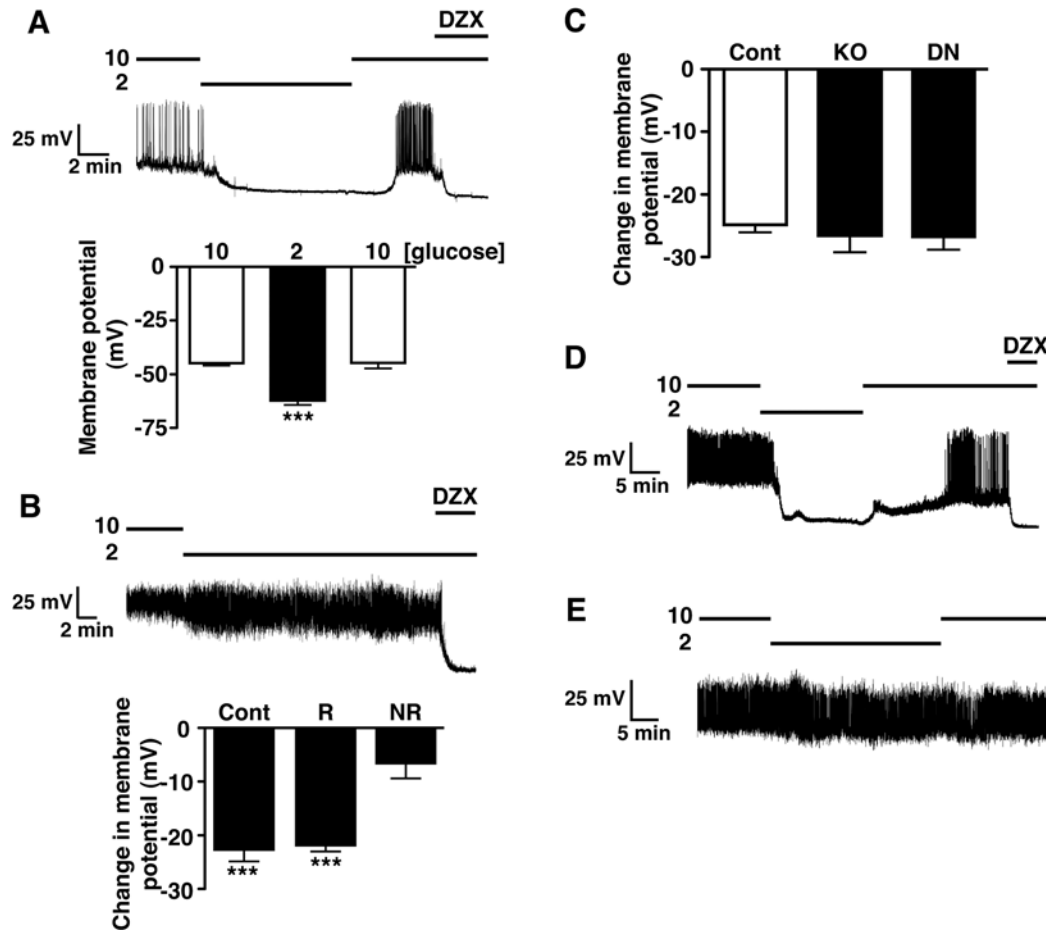 A
DZX
10
2
25 mV
2 min
10 2 10 [glucose]
0
-25
-50
-75
Membrane potential
(mV)
***
B
DZX
10
2
25 mV
2 min
Cont R NR
0
-10
-20
-30
Change in membrane
potential (mV)
*** ***
C
Cont KO DN
0
-10
-20
-30
Change in membrane
potential (mV)
D
DZX
10
2
25 mV
5 min
E
10
2
25 mV
5 min